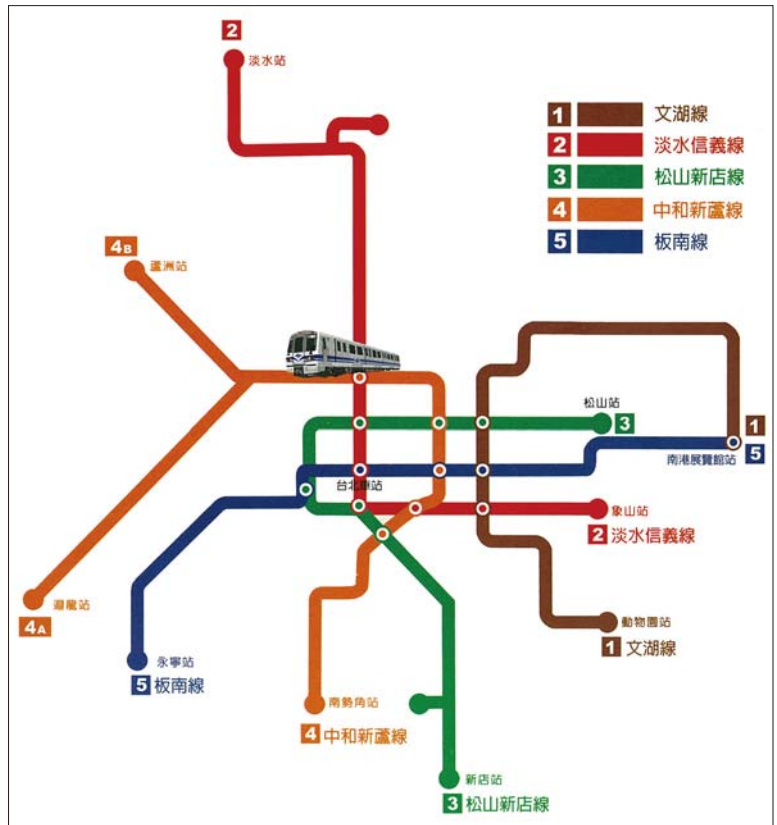 2
淡水站
1 文湖線
2 淡水信義線
3 松山新店線
4 中和新蘆線
5 板南線
4B
蘆洲站
松山站
3
1
南港展覽館站
5
台北車站
象山站
2 淡水信義線
迴龍站
4A
動物園站
1 文湖線
永寧站
5 板南線
南勢角站
4 中和新蘆線
新店站
3 松山新店線